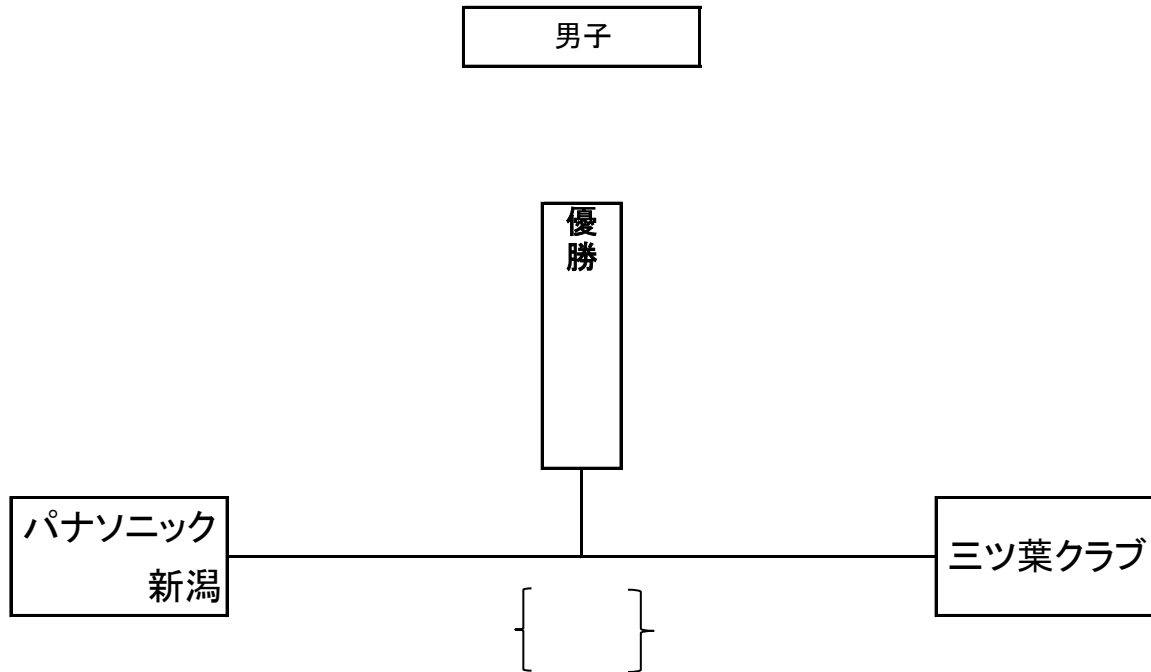 男子
優勝
パナソニック
新潟
三ツ葉クラブ